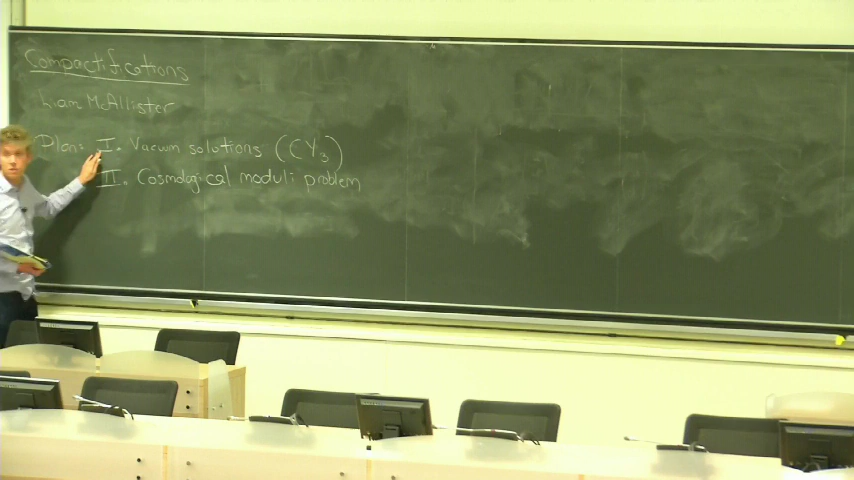 Compactifications
Liam McAllister
Plan: I. Vacuum solutions (CY3)
II. Cosmological moduli problem